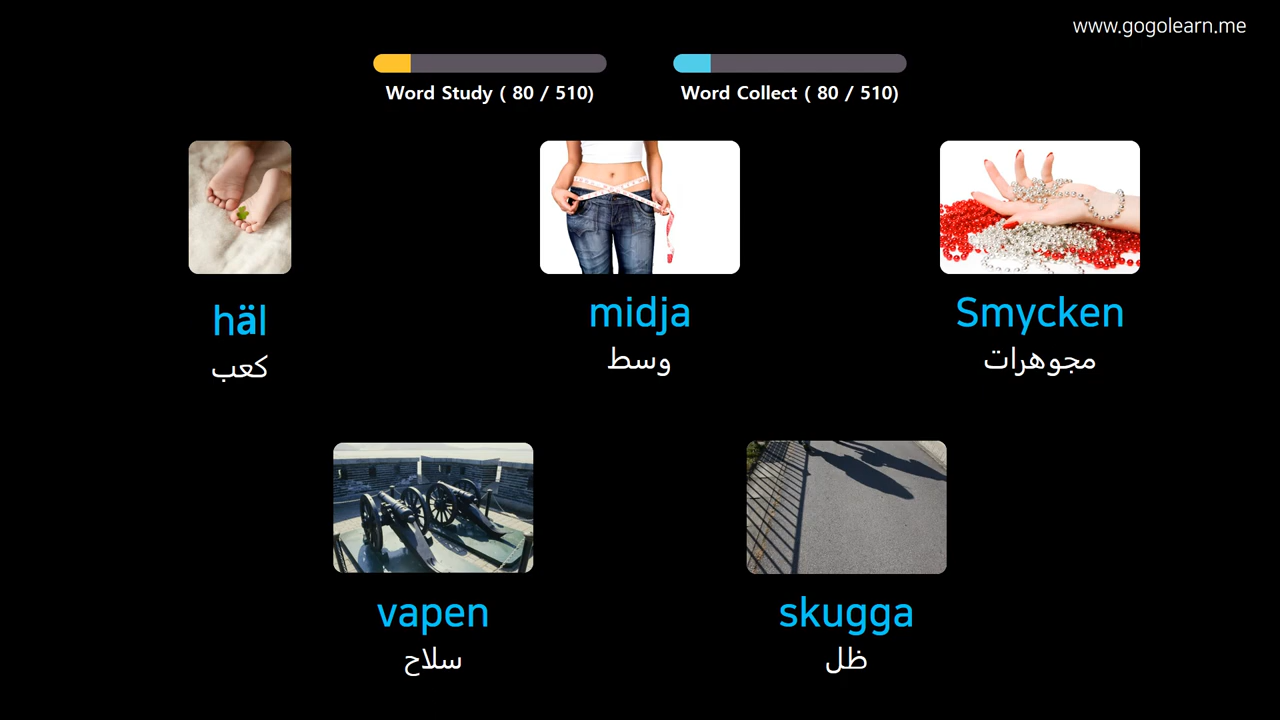 www.gogolearn.me
Word Study ( 80 / 510)
Word Collect ( 80 / 510)
häl
كعب
midja
وسط
Smycken
مجوهرات
vapen
سلاح
skugga
ظل